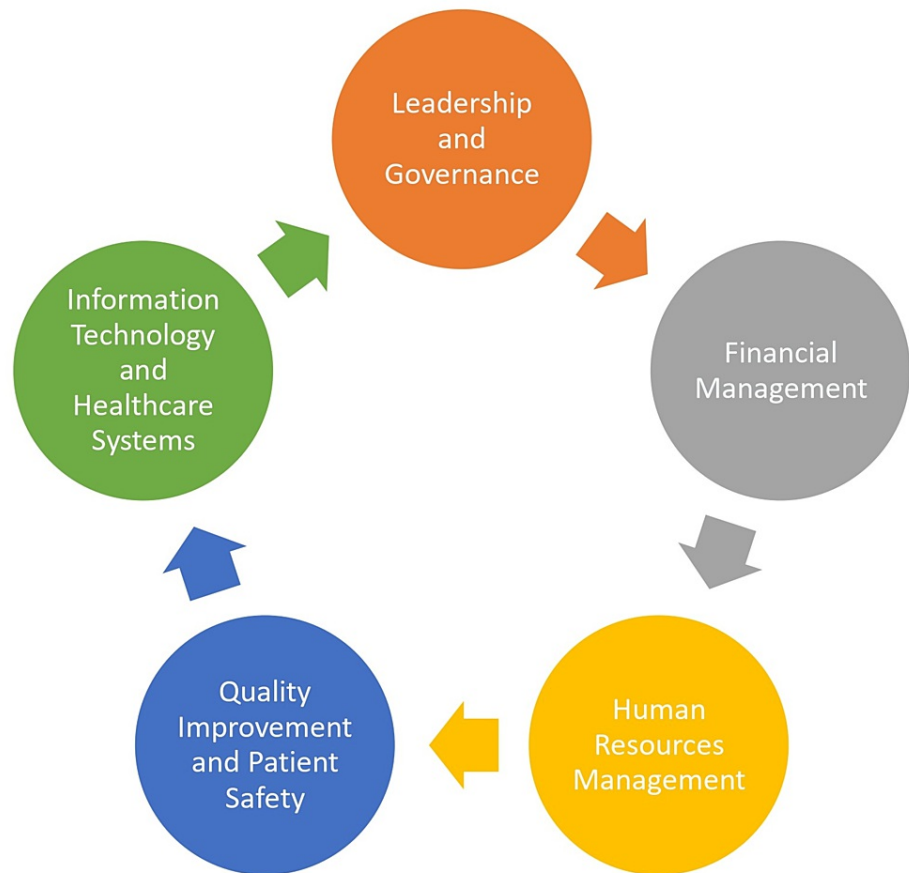 Leadership
and
Governance
Financial
Management
Human
Resources
Management
Quality
Improvement
and Patient
Safety
Information
Technology
and
Healthcare
Systems